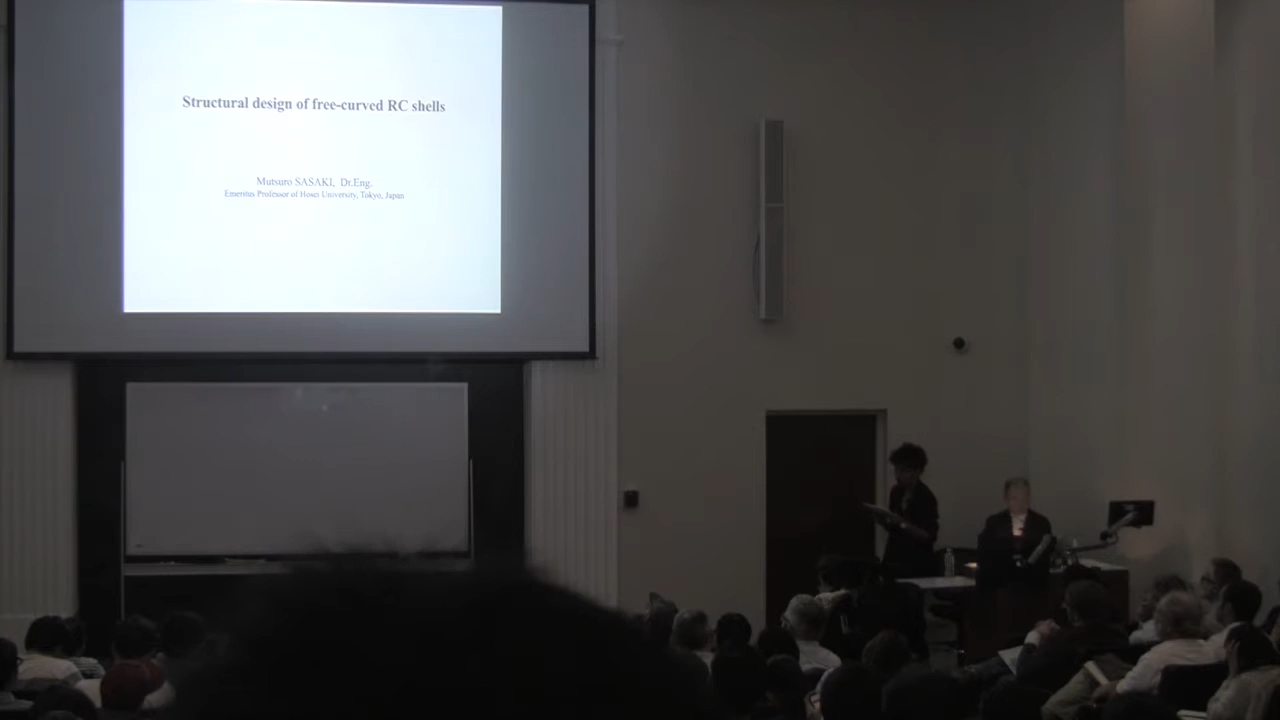 Structural design of free-curved RC shells
Mutsuro SASAKI, Dr.Eng.
Emeritus Professor of Hosei University, Tokyo, Japan